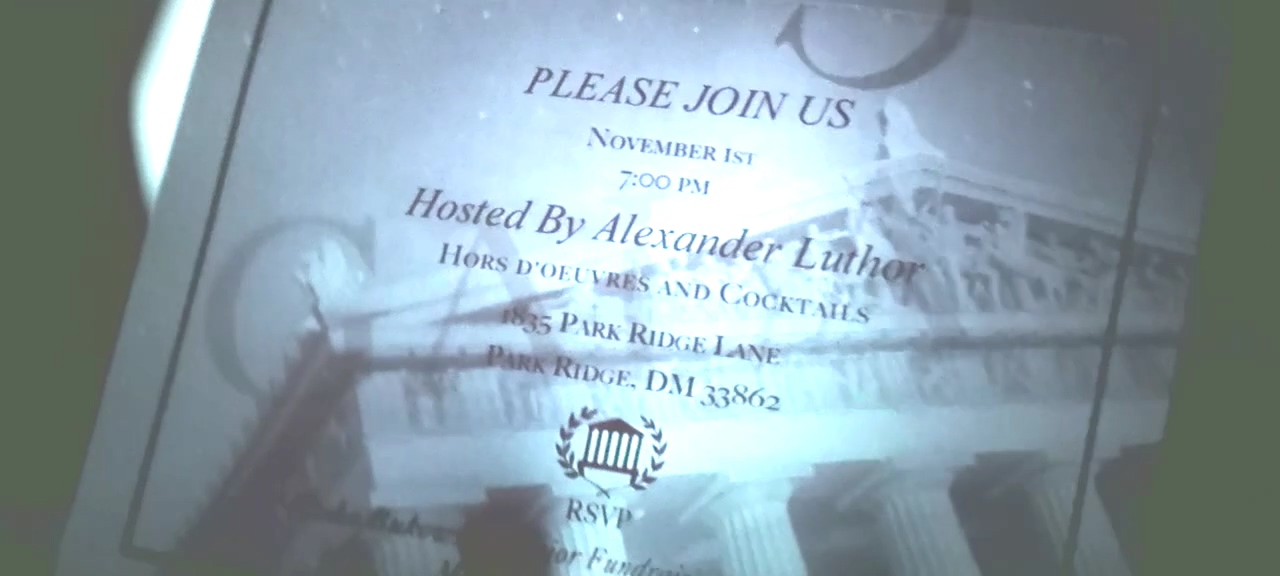 PLEASE JOIN US
NOVEMBER 1ST
7:00 PM
Hosted By Alexander Luthor
HORS D'OEUVRES AND COCKTAILS
1835 PARK RIDGE LANE
PARK RIDGE, DM 33862
RSVP